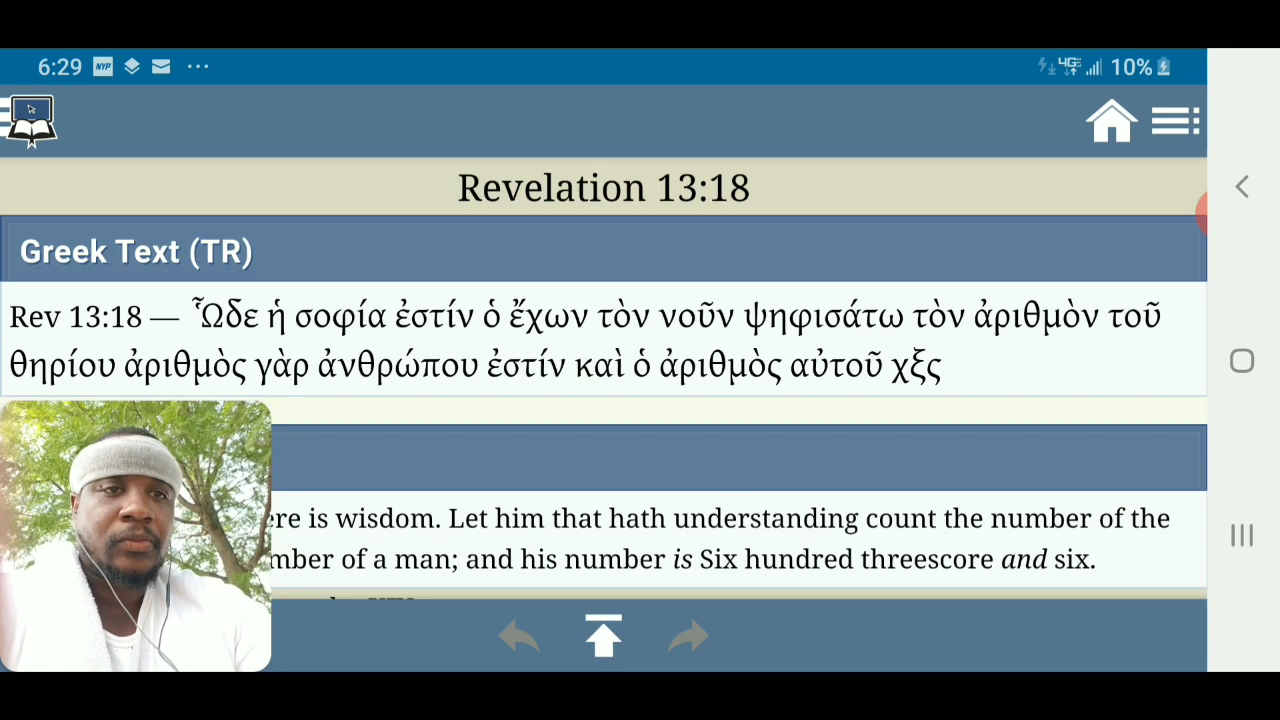 6:29 NYP ... 4G 10%
Revelation 13:18
Greek Text (TR)
Rev 13:18 — Ὧδε ἡ σοφία ἐστίν ὁ ἔχων τὸν νοῦν ψηφισάτω τὸν ἀριθμὸν τοῦ
θηρίου ἀριθμὸς γὰρ ἀνθρώπου ἐστίν καὶ ὁ ἀριθμὸς αὐτοῦ χξς
is wisdom. Let him that hath understanding count the number of the
of a man; and his number is Six hundred threescore and six.